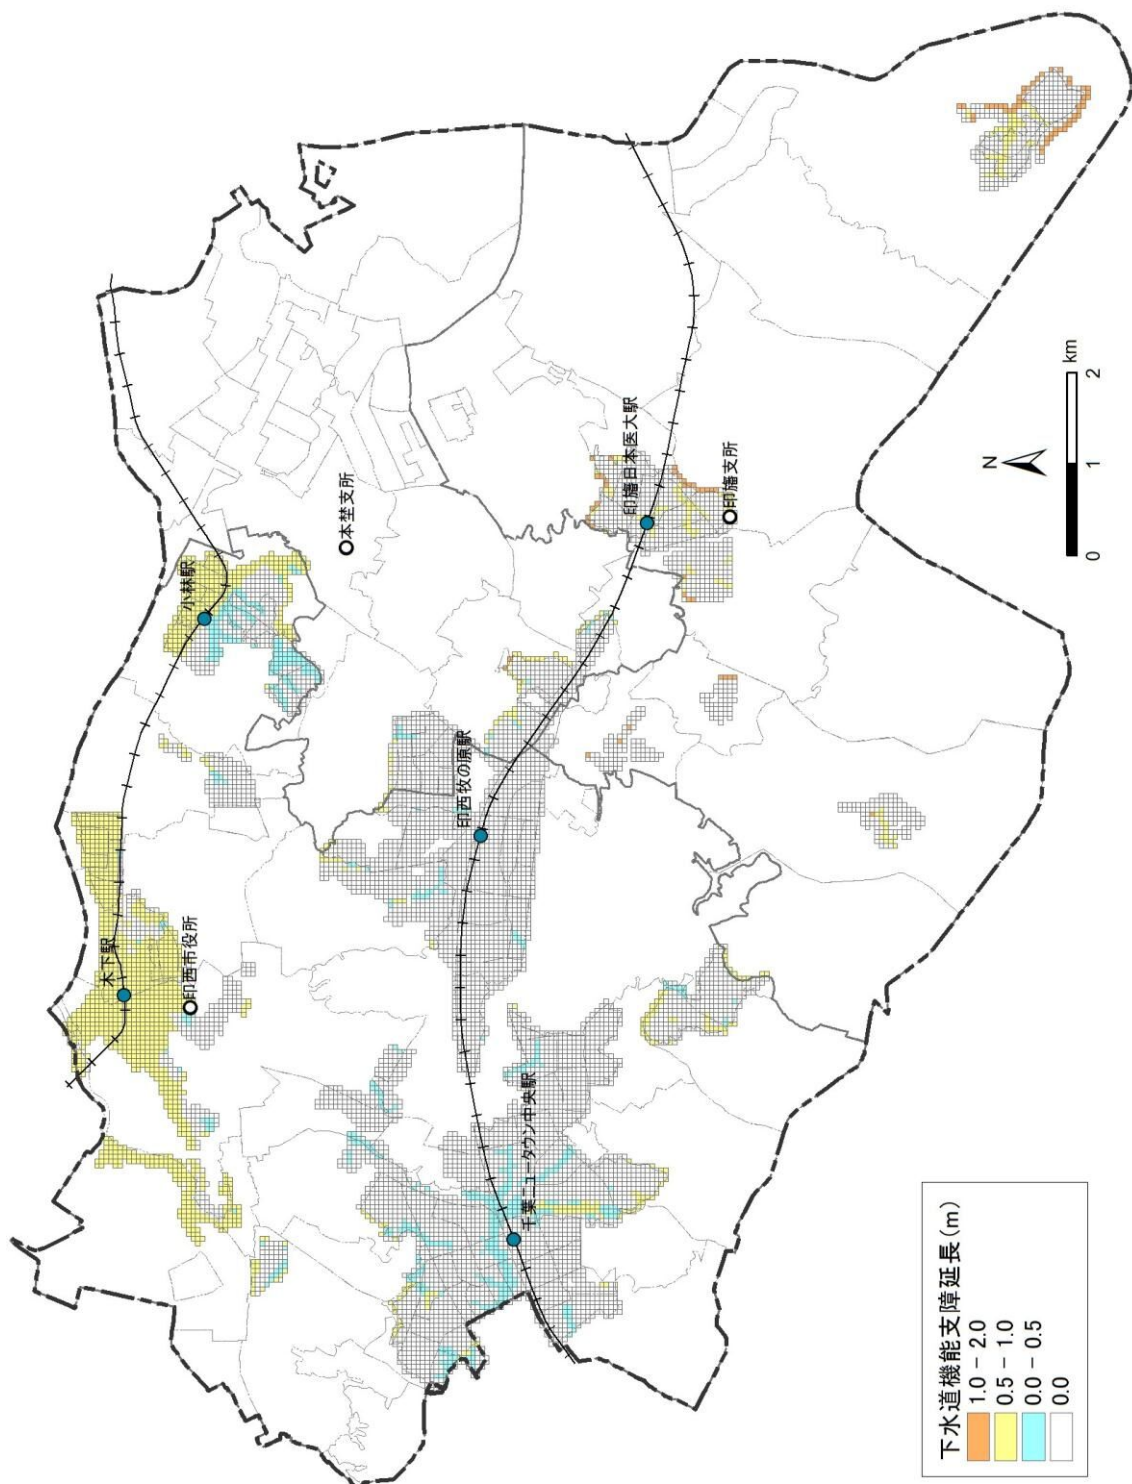 木下駅
印西市役所
小林駅
本埜支所
印西牧の原駅
印旛日本医大駅
印旛支所
千葉ニュータウン中央駅
N
0 1 2 km
下水道機能支障延長(m)
1.0 - 2.0
0.5 - 1.0
0.0 - 0.5
0.0